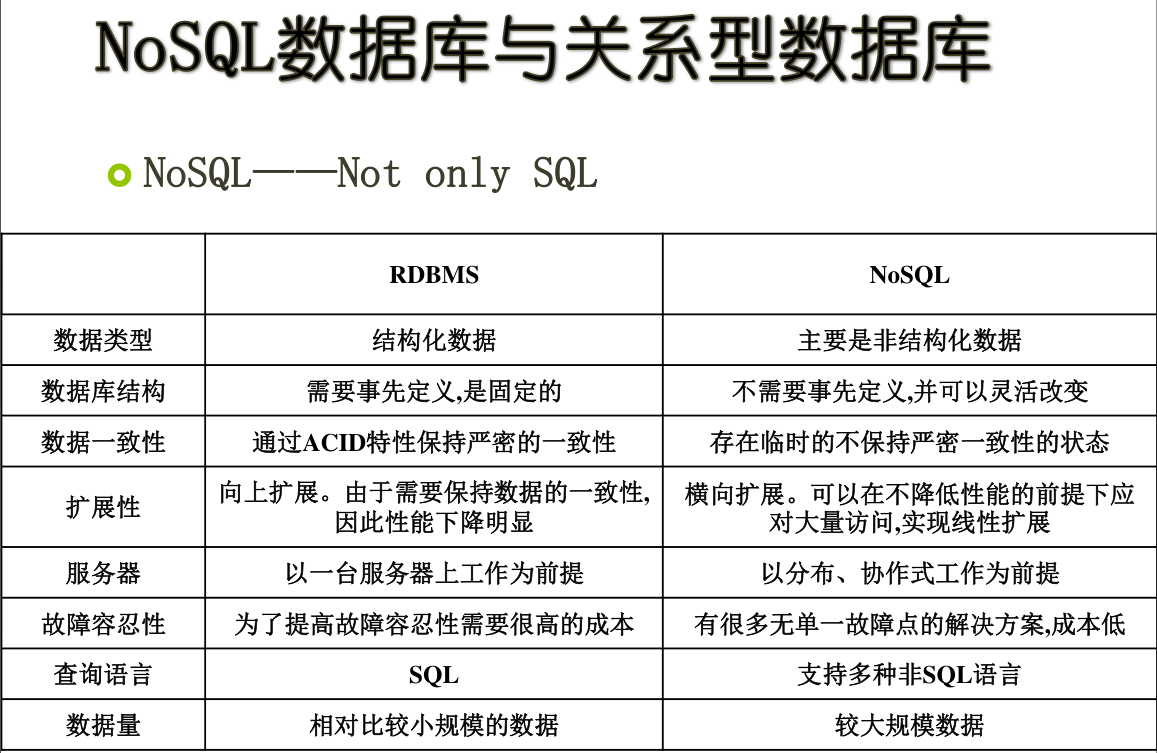 NoSQL数据库与关系型数据库
NoSQL——Not only SQL
RDBMS NoSQL
数据类型 结构化数据 主要是非结构化数据
数据库结构 需要事先定义,是固定的 不需要事先定义,并可以灵活改变
数据一致性 通过ACID特性保持严密的一致性 存在临时的不保持严密一致性的状态
扩展性 向上扩展。由于需要保持数据的一致性, 横向扩展。可以在不降低性能的前提下应
因此性能下降明显 对大量访问,实现线性扩展
服务器 以一台服务器上工作为前提 以分布、协作式工作为前提
故障容忍性 为了提高故障容忍性需要很高的成本 有很多无单一故障点的解决方案,成本低
查询语言 SQL 支持多种非SQL语言
数据量 相对比较小规模的数据 较大规模数据